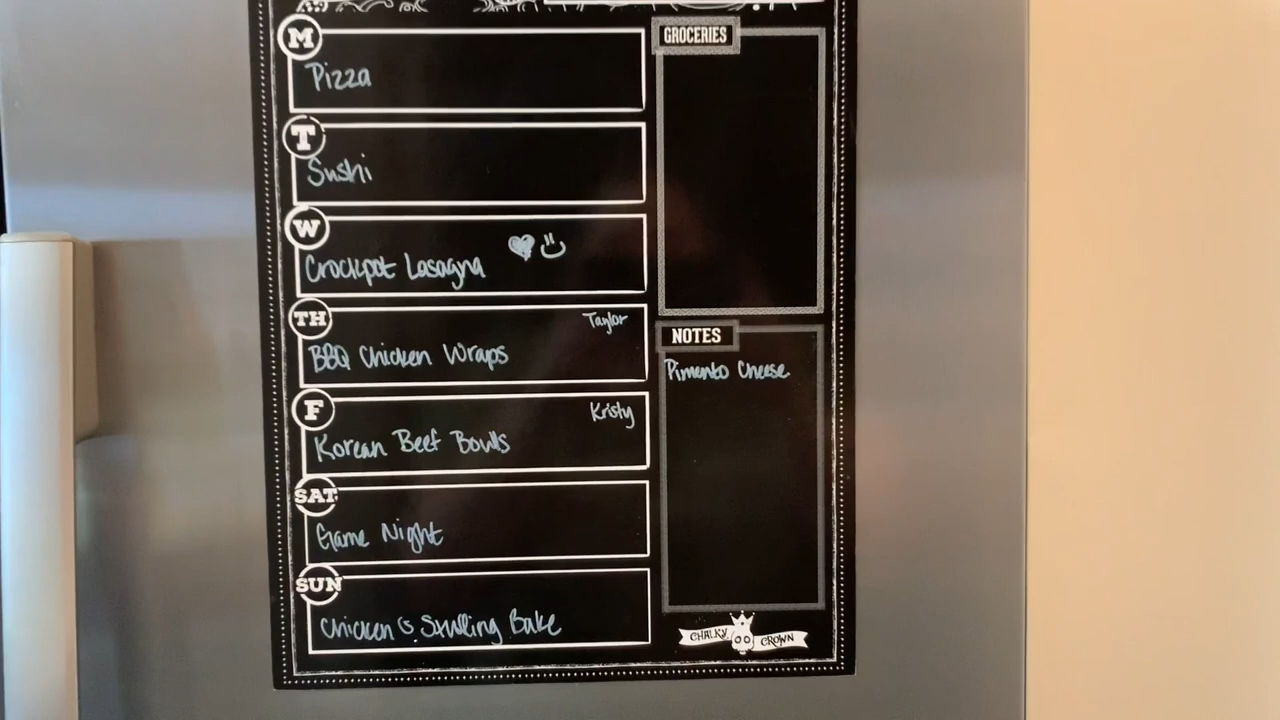 M
Pizza
T
Sushi
W
Crockpot Lasagna
TH
Taylor
BBQ Chicken Wraps
F
Kristy
Korean Beef Bowls
SAT
Game Night
SUN
Chicken & Stuffing Bake
GROCERIES
NOTES
Pimento Cheese
CHALKY CROWN